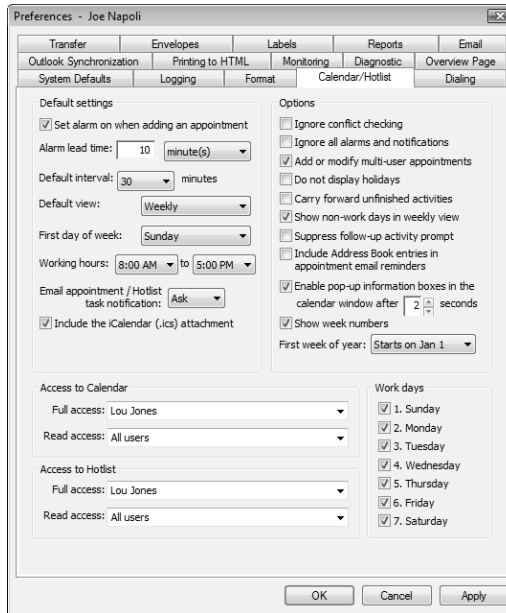 Preferences - Joe Napoli
Transfer Envelopes Labels Reports Email
Outlook Synchronization Printing to HTML Monitoring Diagnostic Overview Page
System Defaults Logging Format Calendar/Hotlist Dialing
Default settings
Set alarm on when adding an appointment
Alarm lead time: 10 minute(s)
Default interval: 30 minutes
Default view: Weekly
First day of week: Sunday
Working hours: 8:00 AM to 5:00 PM
Email appointment / Hotlist
task notification: Ask
Include the iCalendar (.ics) attachment
Options
Ignore conflict checking
Ignore all alarms and notifications
Add or modify multi-user appointments
Do not display holidays
Carry forward unfinished activities
Show non-work days in weekly view
Suppress follow-up activity prompt
Include Address Book entries in
appointment email reminders
Enable pop-up information boxes in the
calendar window after 2 seconds
Show week numbers
First week of year: Starts on Jan 1
Access to Calendar
Full access: Lou Jones
Read access: All users
Access to Hotlist
Full access: Lou Jones
Read access: All users
Work days
1. Sunday
2. Monday
3. Tuesday
4. Wednesday
5. Thursday
6. Friday
7. Saturday
OK Cancel Apply